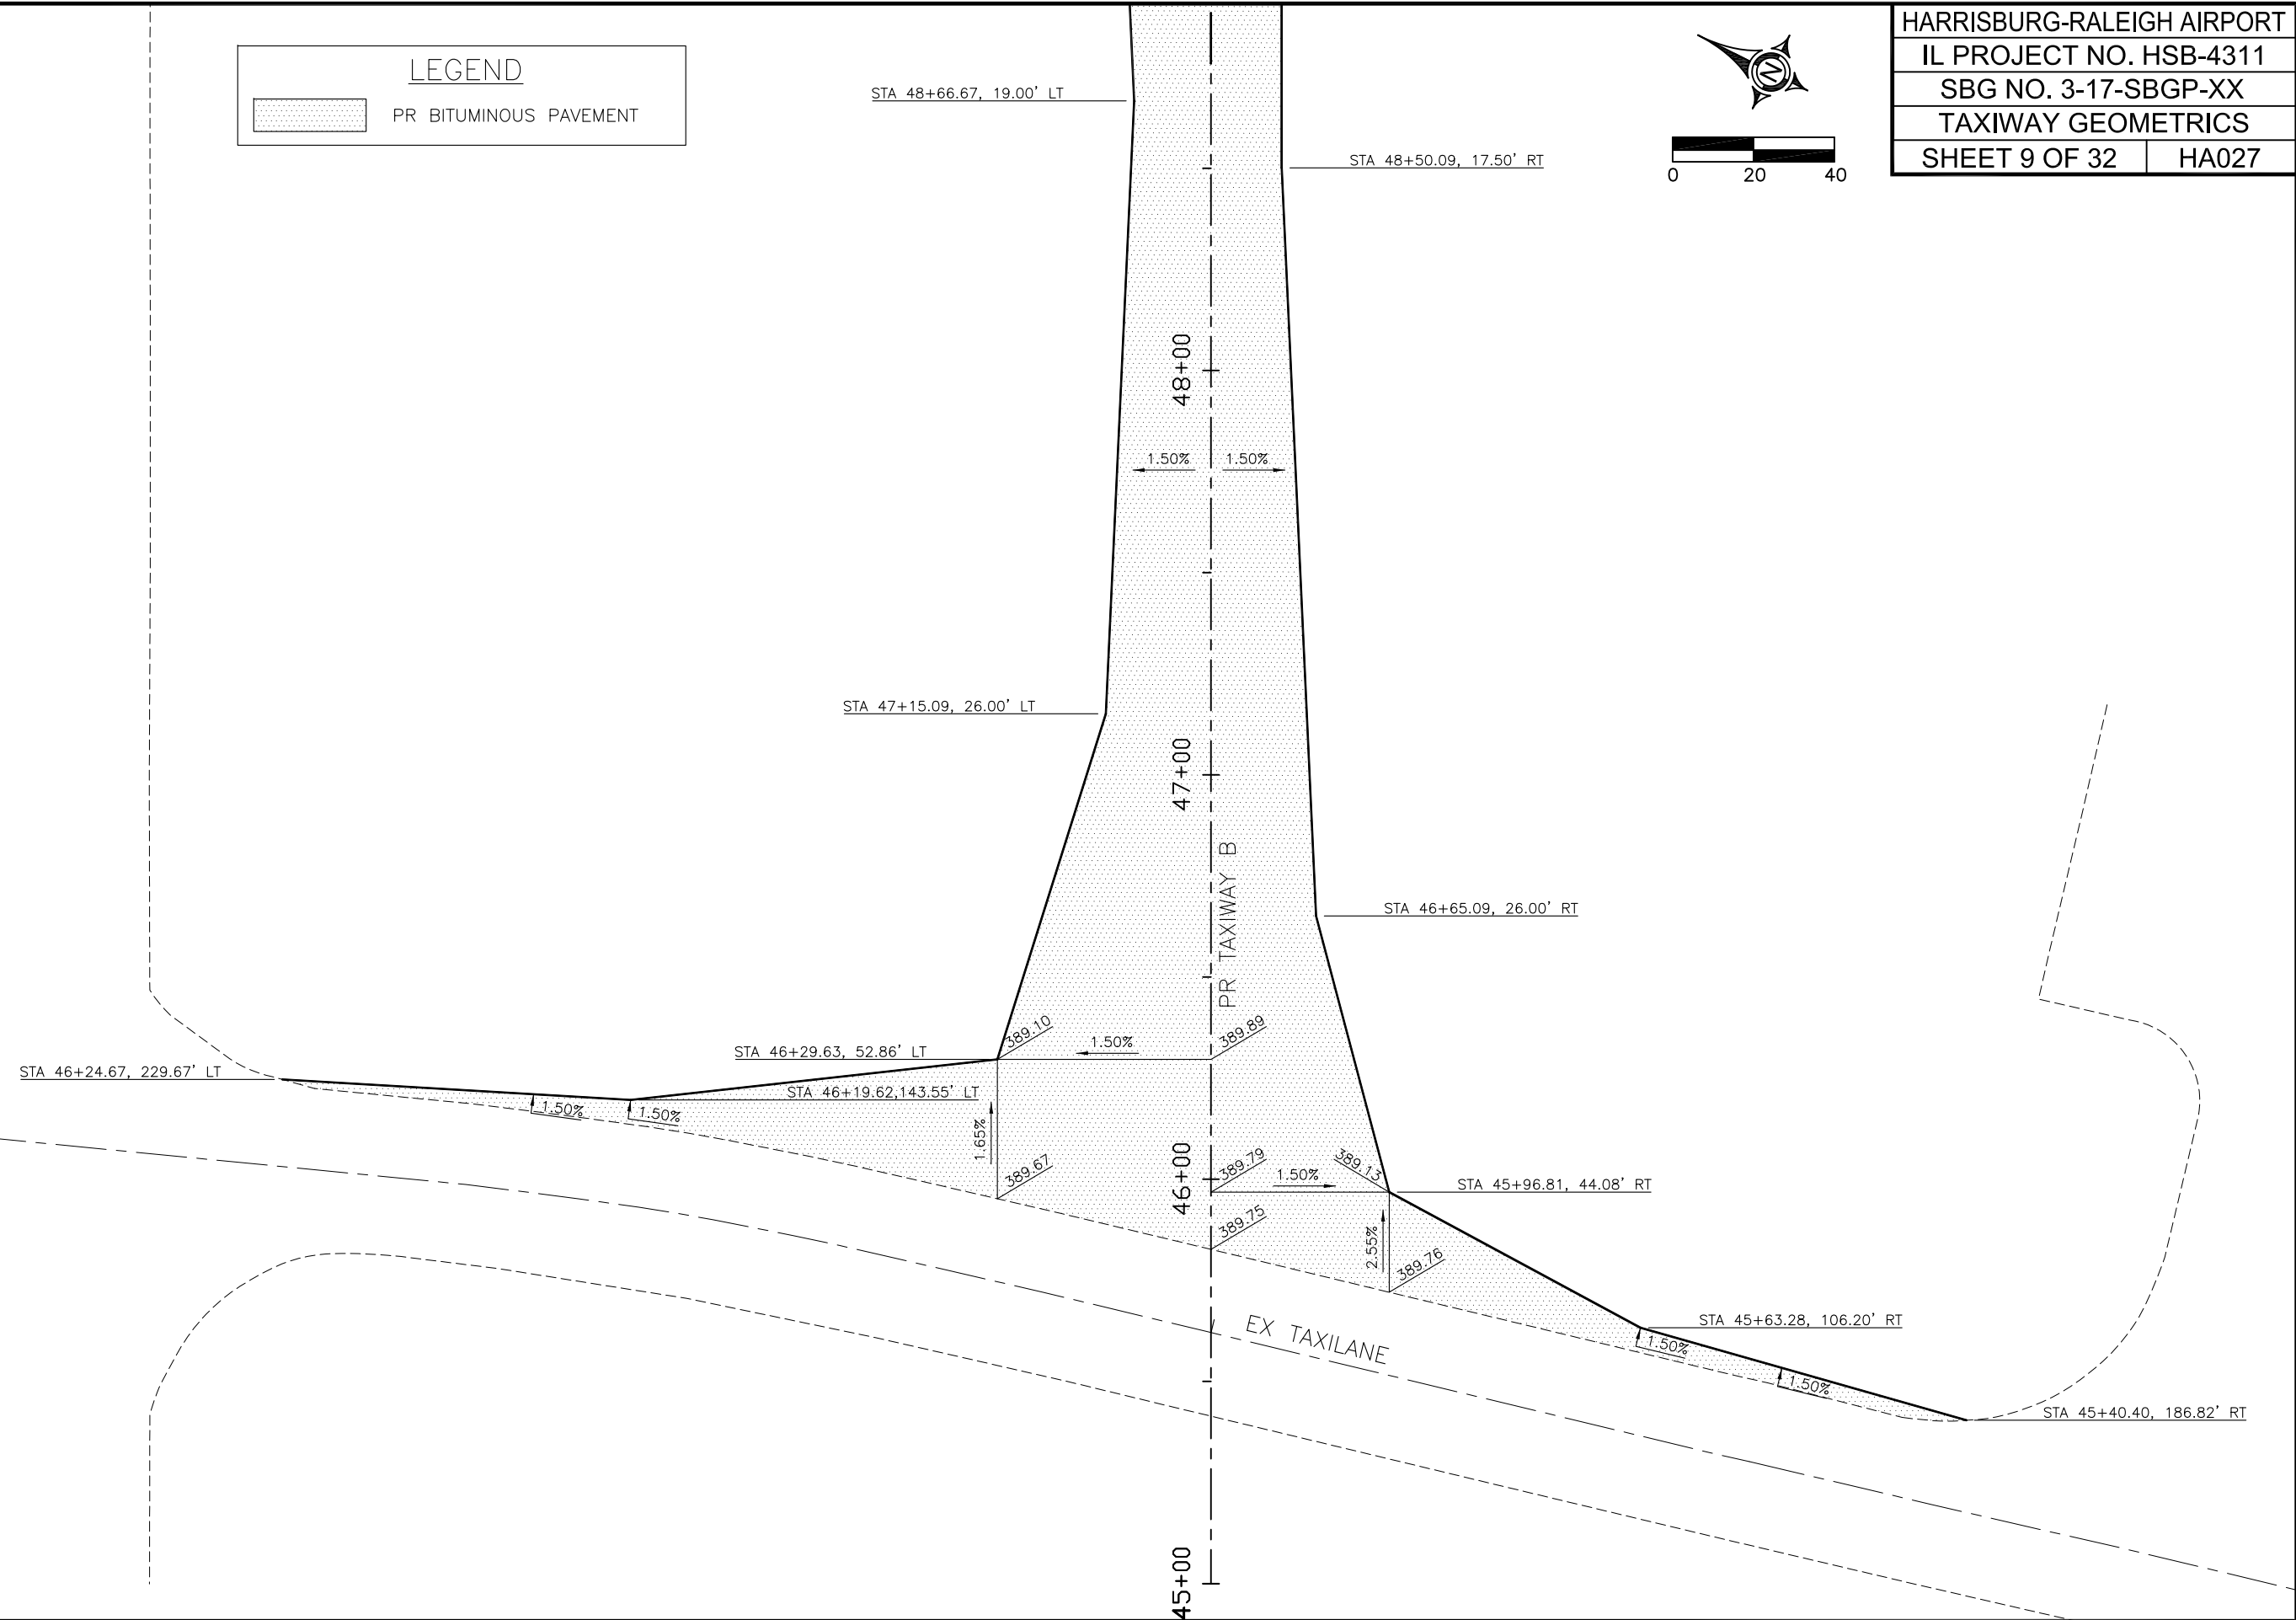 HARRISBURG-RALEIGH AIRPORT
IL PROJECT NO. HSB-4311
SBG NO. 3-17-SBGP-XX
TAXIWAY GEOMETRICS
SHEET 9 OF 32 HA027
LEGEND
PR BITUMINOUS PAVEMENT
N
0 20 40
STA 48+66.67, 19.00' LT
STA 48+50.09, 17.50' RT
48+00
1.50% 1.50%
STA 47+15.09, 26.00' LT
47+00
PR TAXIWAY B
STA 46+65.09, 26.00' RT
389.10
389.89
1.50%
STA 46+29.63, 52.86' LT
STA 46+24.67, 229.67' LT
STA 46+19.62,143.55' LT
1.50%
1.50%
1.65%
389.67
46+00
389.79
389.13
1.50%
STA 45+96.81, 44.08' RT
389.75
2.55%
389.76
STA 45+63.28, 106.20' RT
EX TAXILANE
1.50%
1.50%
STA 45+40.40, 186.82' RT
45+00